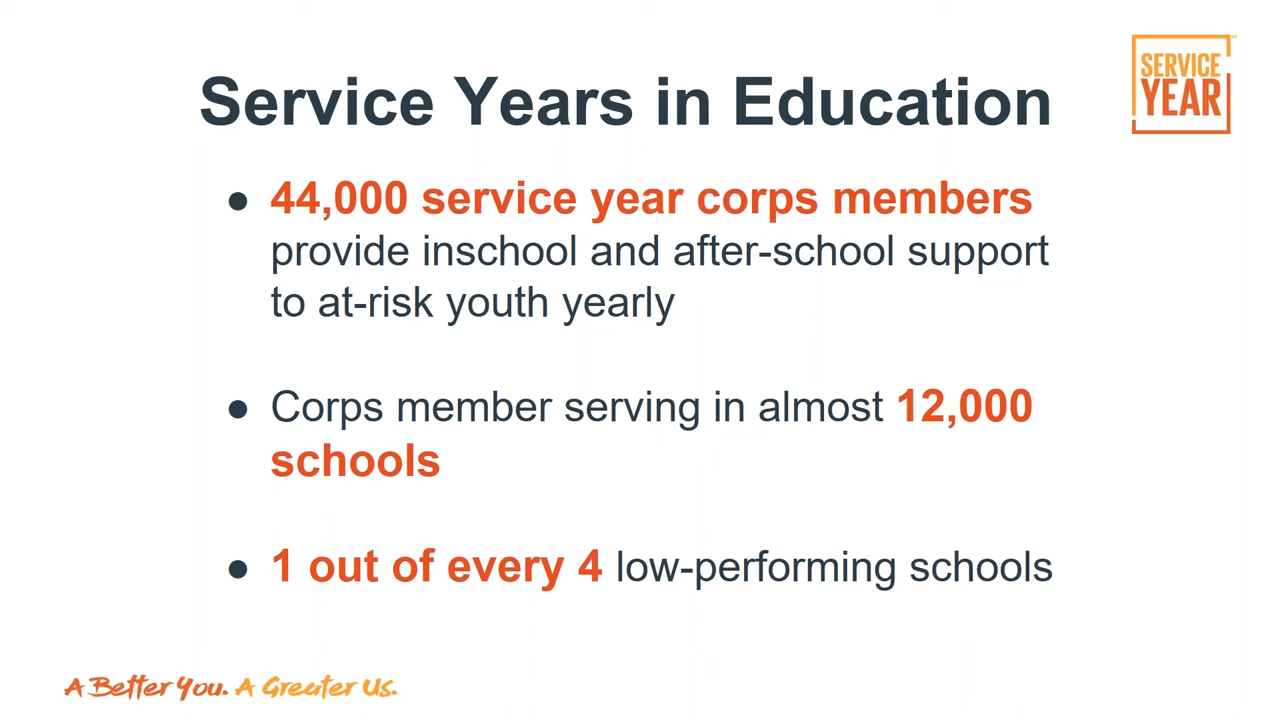 SERVICE
YEAR
Service Years in Education
● 44,000 service year corps members
provide inschool and after-school support
to at-risk youth yearly
● Corps member serving in almost 12,000
schools
● 1 out of every 4 low-performing schools
A Better You. A Greater Us.